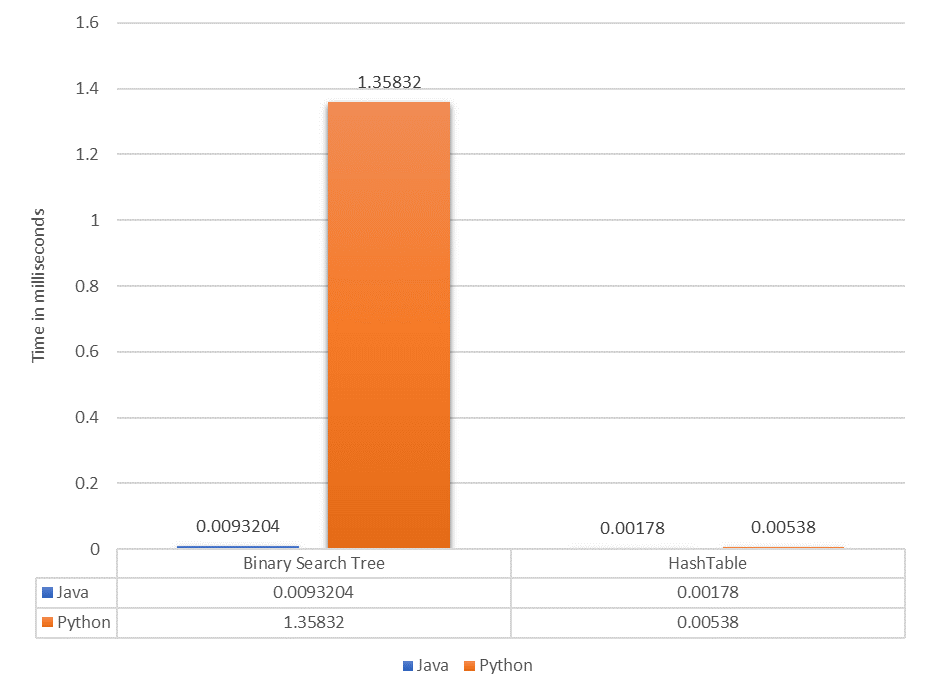 1.6
1.4
1.35832
1.2
1
Time in milliseconds
0.8
0.6
0.4
0.2
0.0093204 0.00178 0.00538
0
Binary Search Tree HashTable
Java 0.0093204 0.00178
Python 1.35832 0.00538
Java Python